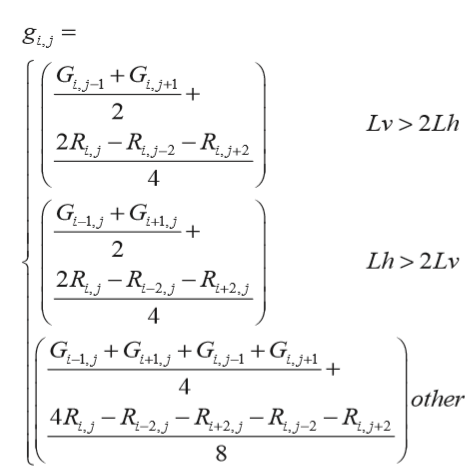 g_{i,j} =
( (G_{i,j−1} + G_{i,j+1}) / 2 + (2R_{i,j} − R_{i,j−2} − R_{i,j+2}) / 4 )   Lv > 2Lh
( (G_{i−1,j} + G_{i+1,j}) / 2 + (2R_{i,j} − R_{i−2,j} − R_{i+2,j}) / 4 )   Lh > 2Lv
( (G_{i−1,j} + G_{i+1,j} + G_{i,j−1} + G_{i,j+1}) / 4 + (4R_{i,j} − R_{i−2,j} − R_{i+2,j} − R_{i,j−2} − R_{i,j+2}) / 8 )   other